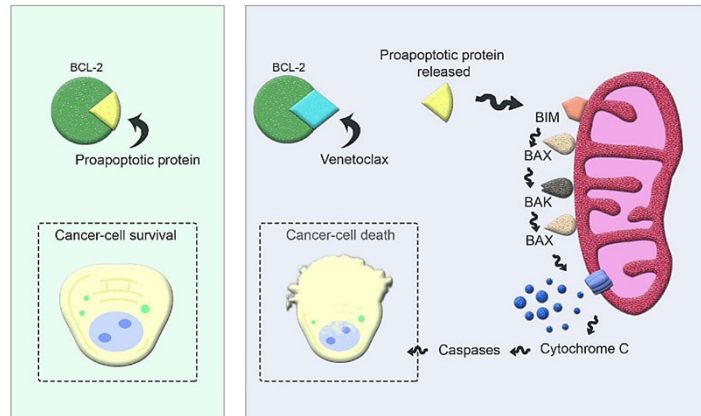 BCL-2
Proapoptotic protein
Cancer-cell survival
BCL-2
Venetoclax
Proapoptotic protein
released
BIM
BAX
BAK
BAX
Cancer-cell death
Caspases
Cytochrome C